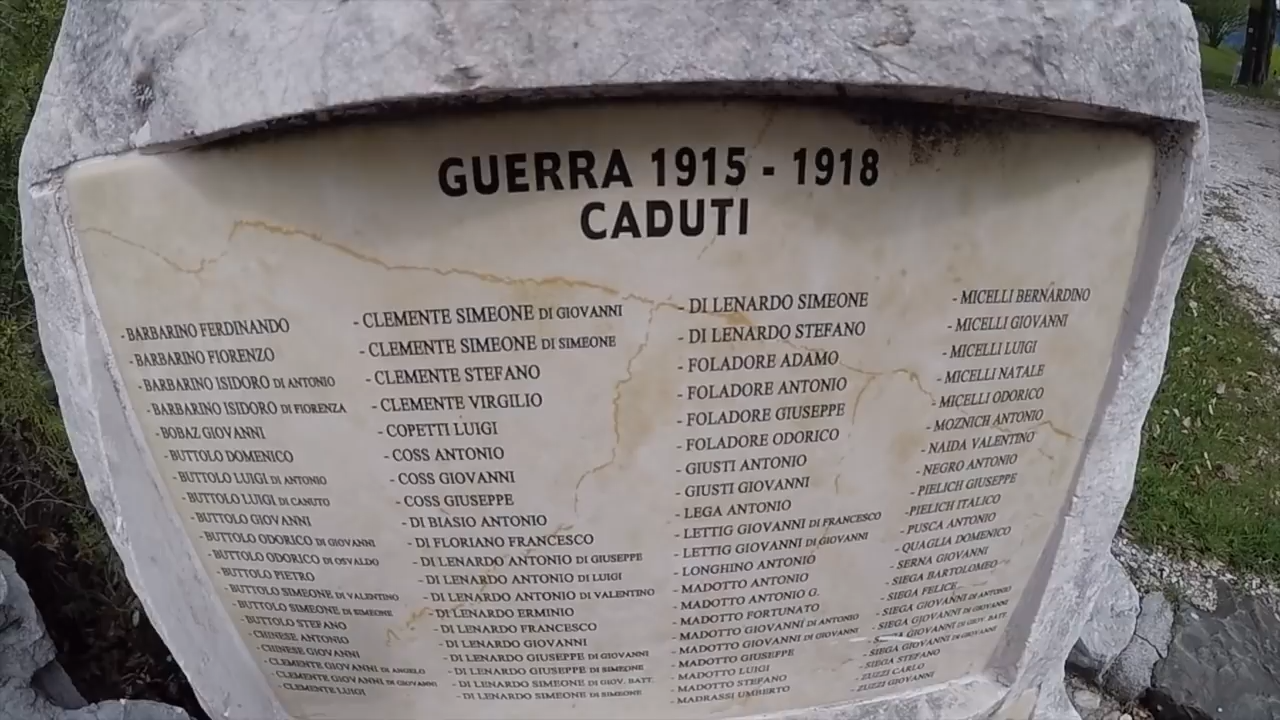 GUERRA 1915 - 1918
CADUTI
- BARBARINO FERDINANDO
- BARBARINO FIORENZO
- BARBARINO ISIDORO DI ANTONIO
- BARBARINO ISIDORO DI FIORENZA
- BOBAZ GIOVANNI
- BUTTOLO DOMENICO
- BUTTOLO LUIGI DI ANTONIO
- BUTTOLO LUIGI DI CANUTO
- BUTTOLO GIOVANNI
- BUTTOLO ODORICO DI GIOVANNI
- BUTTOLO ODORICO DI OSVALDO
- BUTTOLO PIETRO
- BUTTOLO SIMEONE DI VALENTINO
- BUTTOLO SIMEONE DI SIMEONE
- BUTTOLO STEFANO
- CHINESE ANTONIO
- CHINESE GIOVANNI
- CLEMENTE GIOVANNI DI ANGELO
- CLEMENTE GIOVANNI DI GIOVANNI
- CLEMENTE LUIGI
- CLEMENTE SIMEONE DI GIOVANNI
- CLEMENTE SIMEONE DI SIMEONE
- CLEMENTE STEFANO
- CLEMENTE VIRGILIO
- COPETTI LUIGI
- COSS ANTONIO
- COSS GIOVANNI
- COSS GIUSEPPE
- DI BIASIO ANTONIO
- DI FLORIANO FRANCESCO
- DI LENARDO ANTONIO DI GIUSEPPE
- DI LENARDO ANTONIO DI LUIGI
- DI LENARDO ANTONIO DI VALENTINO
- DI LENARDO ERMINIO
- DI LENARDO FRANCESCO
- DI LENARDO GIOVANNI
- DI LENARDO GIUSEPPE DI GIOVANNI
- DI LENARDO GIUSEPPE DI SIMEONE
- DI LENARDO SIMEONE DI GIOV. BATT.
- DI LENARDO SIMEONE DI SIMEONE
- DI LENARDO SIMEONE
- DI LENARDO STEFANO
- FOLADORE ADAMO
- FOLADORE ANTONIO
- FOLADORE GIUSEPPE
- FOLADORE ODORICO
- GIUSTI ANTONIO
- GIUSTI GIOVANNI
- LEGA ANTONIO
- LETTIG GIOVANNI DI FRANCESCO
- LETTIG GIOVANNI DI GIOVANNI
- LONGHINO ANTONIO
- MADOTTO ANTONIO
- MADOTTO ANTONIO G.
- MADOTTO FORTUNATO
- MADOTTO GIOVANNI DI ANTONIO
- MADOTTO GIOVANNI DI GIOVANNI
- MADOTTO GIUSEPPE
- MADOTTO LUIGI
- MADOTTO STEFANO
- MADRASSI UMBERTO
- MICELLI BERNARDINO
- MICELLI GIOVANNI
- MICELLI LUIGI
- MICELLI NATALE
- MICELLI ODORICO
- MOZNICH ANTONIO
- NAIDA VALENTINO
- NEGRO ANTONIO
- PIELICH GIUSEPPE
- PIELICH ITALICO
- PUSCA ANTONIO
- QUAGLIA DOMENICO
- SERNA GIOVANNI
- SIEGA BARTOLOMEO
- SIEGA FELICE
- SIEGA GIOVANNI DI ANTONIO
- SIEGA GIOVANNI DI GIOVANNI
- SIEGA GIOVANNI DI GIOV. BATT.
- SIEGA GIOVANNI DI GIOVANNI
- SIEGA STEFANO
- ZUZZI CARLO
- ZUZZI GIOVANNI